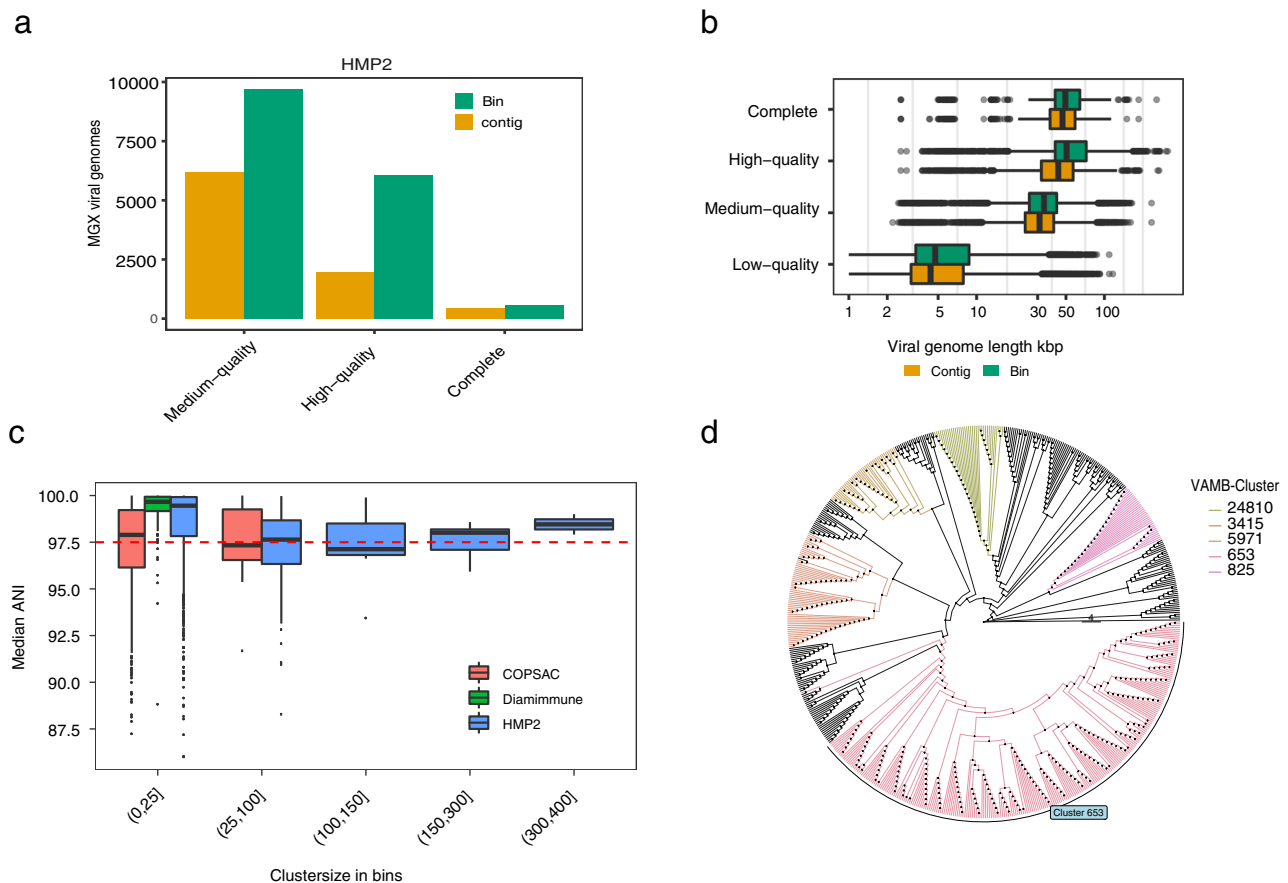 a
HMP2
MGX viral genomes
10000
7500
5000
2500
0
Bin
contig
Medium−quality
High−quality
Complete
b
Complete
High−quality
Medium−quality
Low−quality
1 2 5 10 30 50 100
Viral genome length kbp
Contig Bin
c
Median ANI
100.0
97.5
95.0
92.5
90.0
87.5
COPSAC
Diamimmune
HMP2
(0,25]
(25,100]
(100,150]
(150,300]
(300,400]
Clustersize in bins
d
VAMB-Cluster
24810
3415
5971
653
825
4
Cluster 653